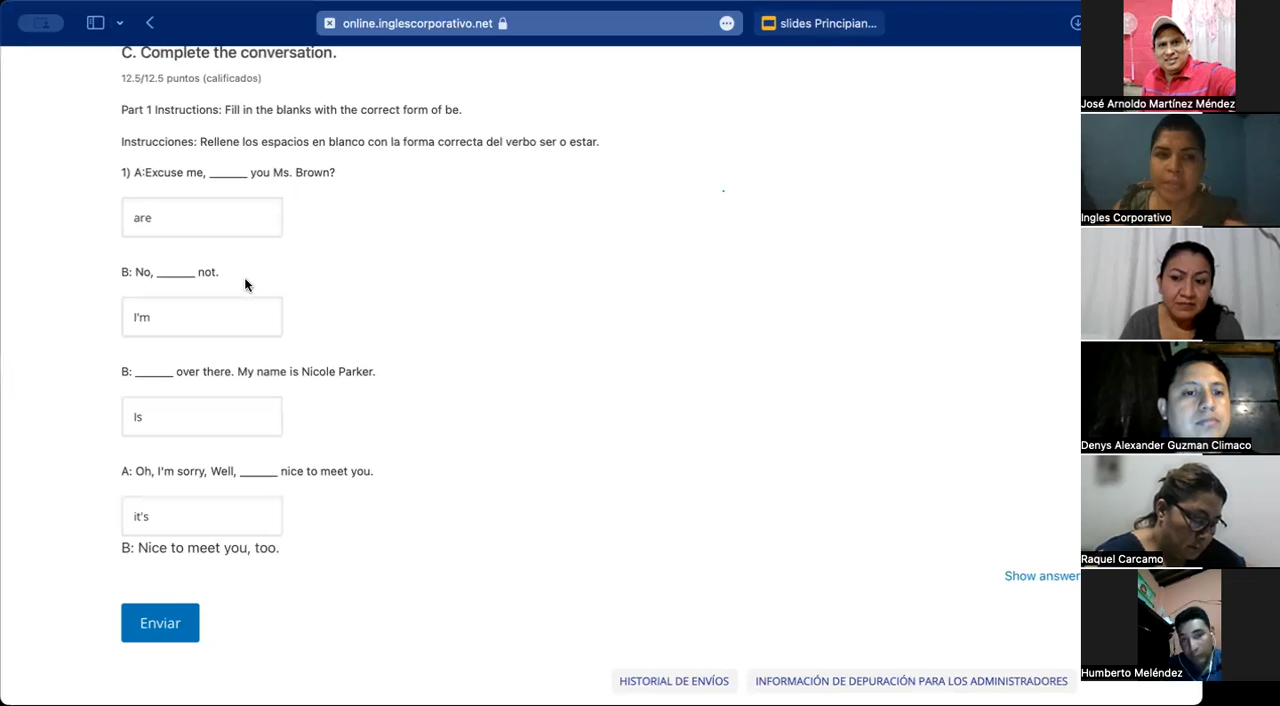 online.inglescorporativo.net
slides Principian...
C. Complete the conversation.
12.5/12.5 puntos (calificados)
Part 1 Instructions: Fill in the blanks with the correct form of be.
Instrucciones: Rellene los espacios en blanco con la forma correcta del verbo ser o estar.
1) A:Excuse me, ______ you Ms. Brown?
are
B: No, ______ not.
I'm
B: ______ over there. My name is Nicole Parker.
Is
A: Oh, I'm sorry, Well, ______ nice to meet you.
it's
B: Nice to meet you, too.
Show answer
Enviar
HISTORIAL DE ENVÍOS
INFORMACIÓN DE DEPURACIÓN PARA LOS ADMINISTRADORES
José Arnoldo Martínez Méndez
Ingles Corporativo
Denys Alexander Guzman Climaco
Raquel Carcamo
Humberto Meléndez